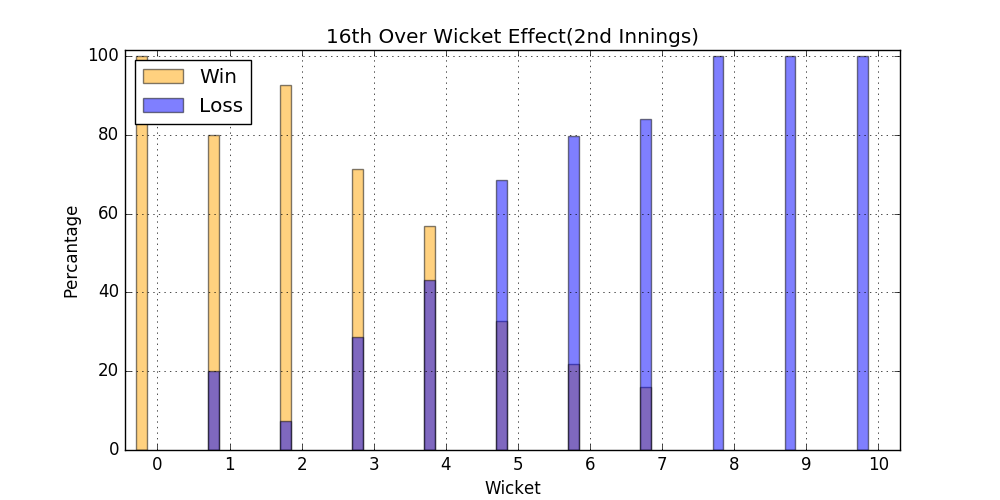 16th Over Wicket Effect(2nd Innings)
100
80
60
40
20
0
Percantage
Win
Loss
0 1 2 3 4 5 6 7 8 9 10
Wicket